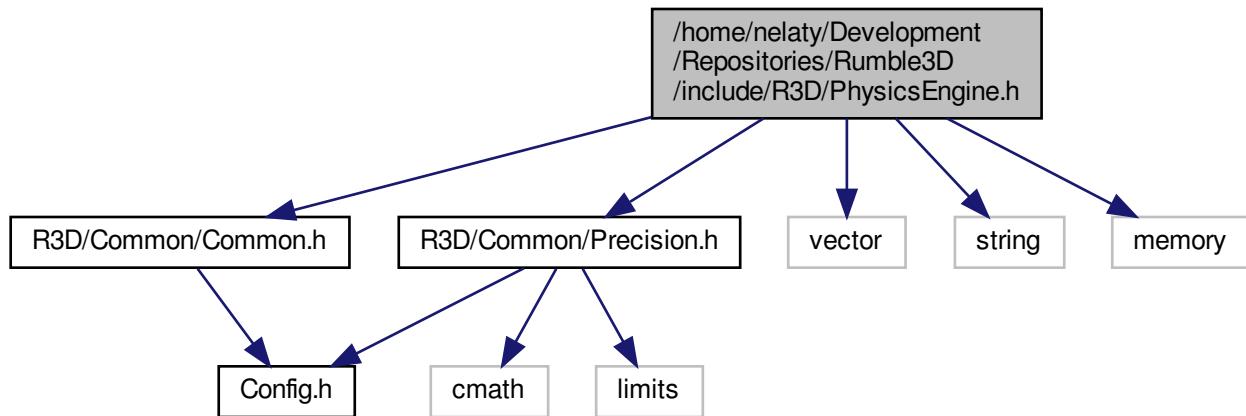 /home/nelaty/Development
/Repositories/Rumble3D
/include/R3D/PhysicsEngine.h
R3D/Common/Common.h
R3D/Common/Precision.h
vector
string
memory
Config.h
cmath
limits